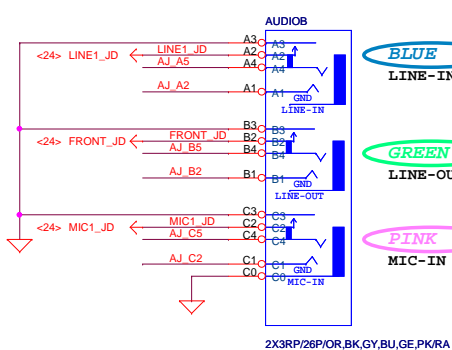 AUDIOB
A3 A3
<24> LINE1_JD LINE1_JD A2 A2
AJ_A5 A4 A4
AJ_A2 A1 A1
GND
LINE-IN
BLUE
LINE-IN
B3 B3
<24> FRONT_JD FRONT_JD B2 B2
AJ_B5 B4 B4
AJ_B2 B1 B1
GND
LINE-OUT
GREEN
LINE-OU
C3 C3
<24> MIC1_JD MIC1_JD C2 C2
AJ_C5 C4 C4
AJ_C2 C1 C1
GND
C0 C0
MIC-IN
PINK
MIC-IN
2X3RP/26P/OR,BK,GY,BU,GE,PK/RA